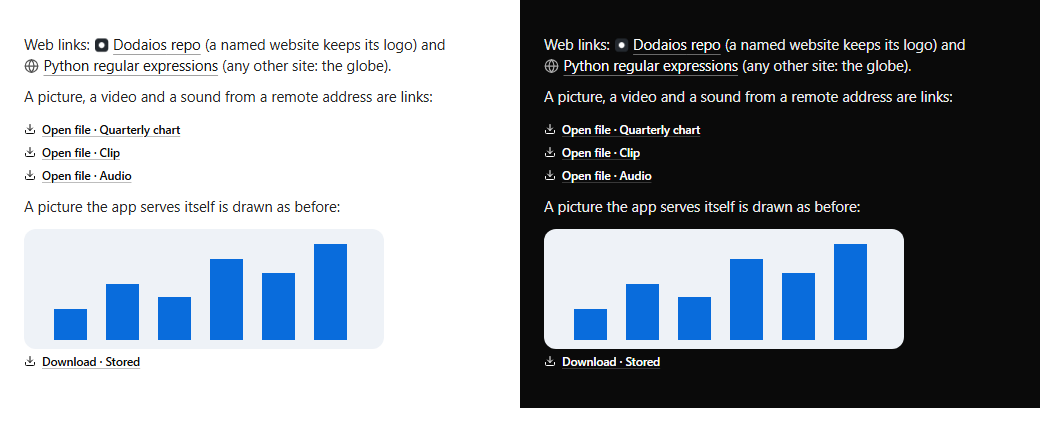 Web links: Dodaios repo (a named website keeps its logo) and
Python regular expressions (any other site: the globe).
A picture, a video and a sound from a remote address are links:
Open file · Quarterly chart
Open file · Clip
Open file · Audio
A picture the app serves itself is drawn as before:
Download · Stored
Web links: Dodaios repo (a named website keeps its logo) and
Python regular expressions (any other site: the globe).
A picture, a video and a sound from a remote address are links:
Open file · Quarterly chart
Open file · Clip
Open file · Audio
A picture the app serves itself is drawn as before:
Download · Stored